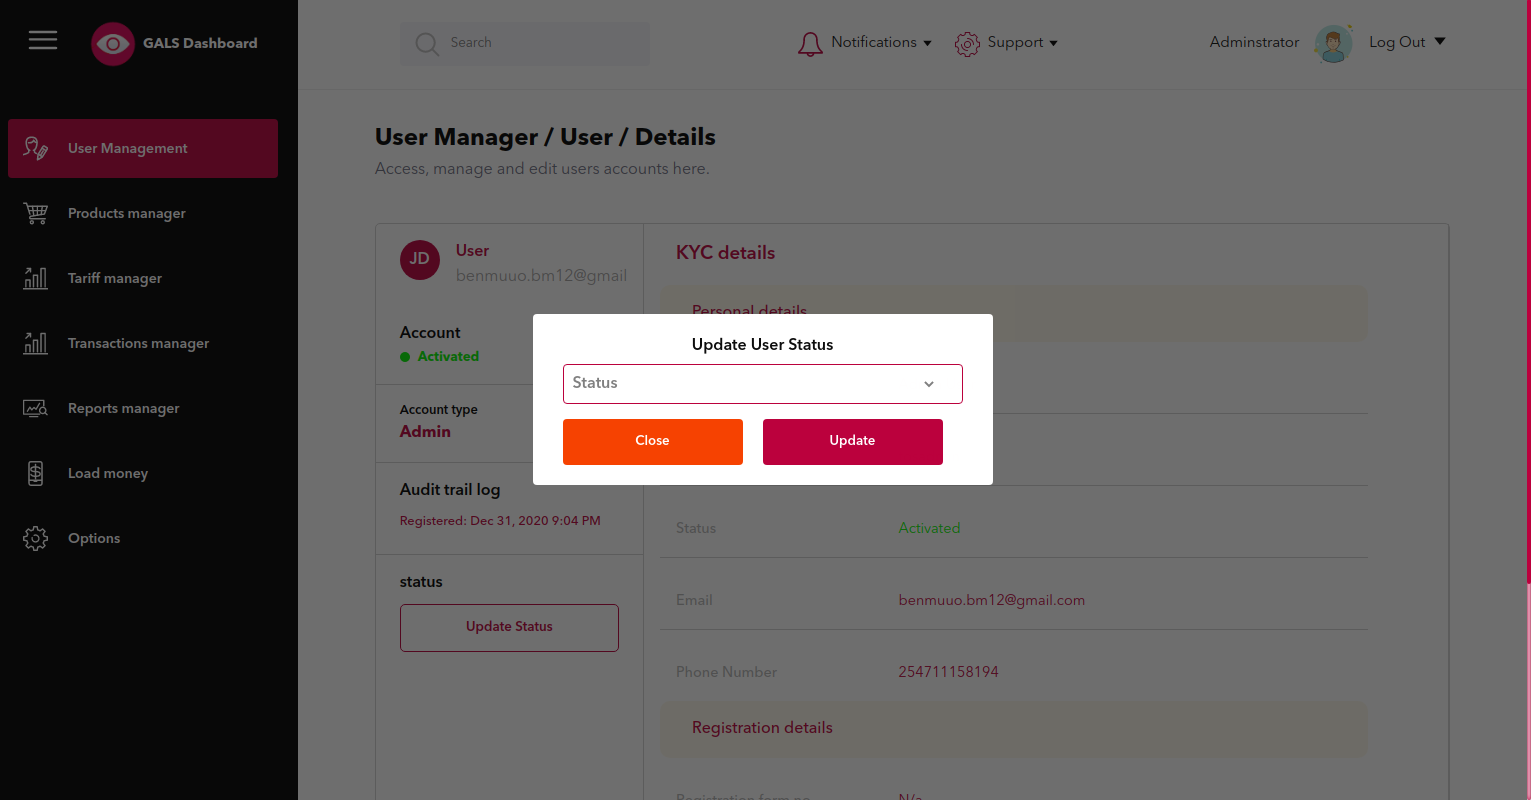 GALS Dashboard
Search
Notifications
Support
Adminstrator
Log Out
User Management
Products manager
Tariff manager
Transactions manager
Reports manager
Load money
Options
User Manager / User / Details
Access, manage and edit users accounts here.
JD
User
benmuuo.bm12@gmail
Account
Activated
Account type
Admin
Audit trail log
Registered: Dec 31, 2020 9:04 PM
status
Update Status
KYC details
Personal details
Update User Status
Status
Close
Update
Status
Activated
Email
benmuuo.bm12@gmail.com
Phone Number
254711158194
Registration details
Registration form no
N/a